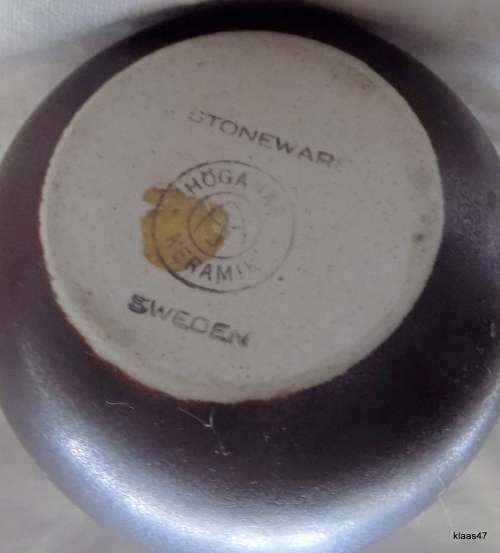 STONEWARE
HÖGANÄS
KERAMIK
SWEDEN
klaas47